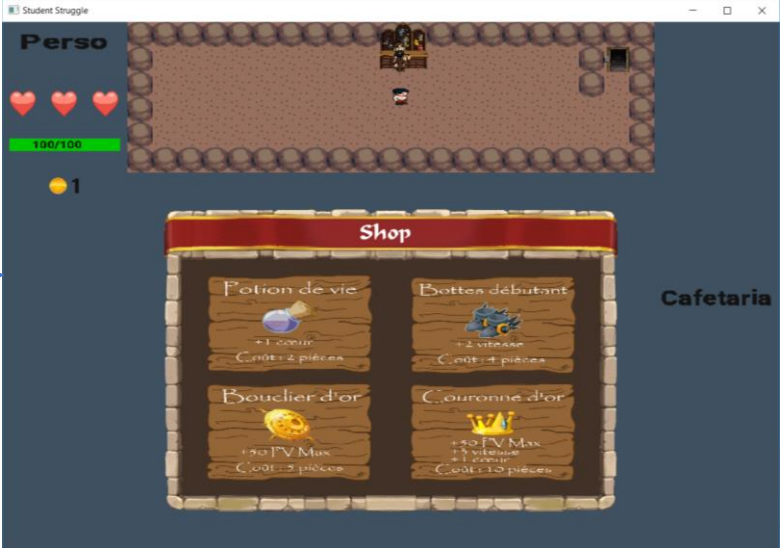 Student Struggle
Perso
100/100
1
Shop
Potion de vie
+1 cœur
Coût : 2 pièces
Bottes débutant
+2 vitesse
Coût : 4 pièces
Bouclier d'or
+50 PV Max
Coût : 5 pièces
Couronne d'or
+50 PV Max
+3 vitesse
+1 cœur
Coût : 10 pièces
Cafetaria